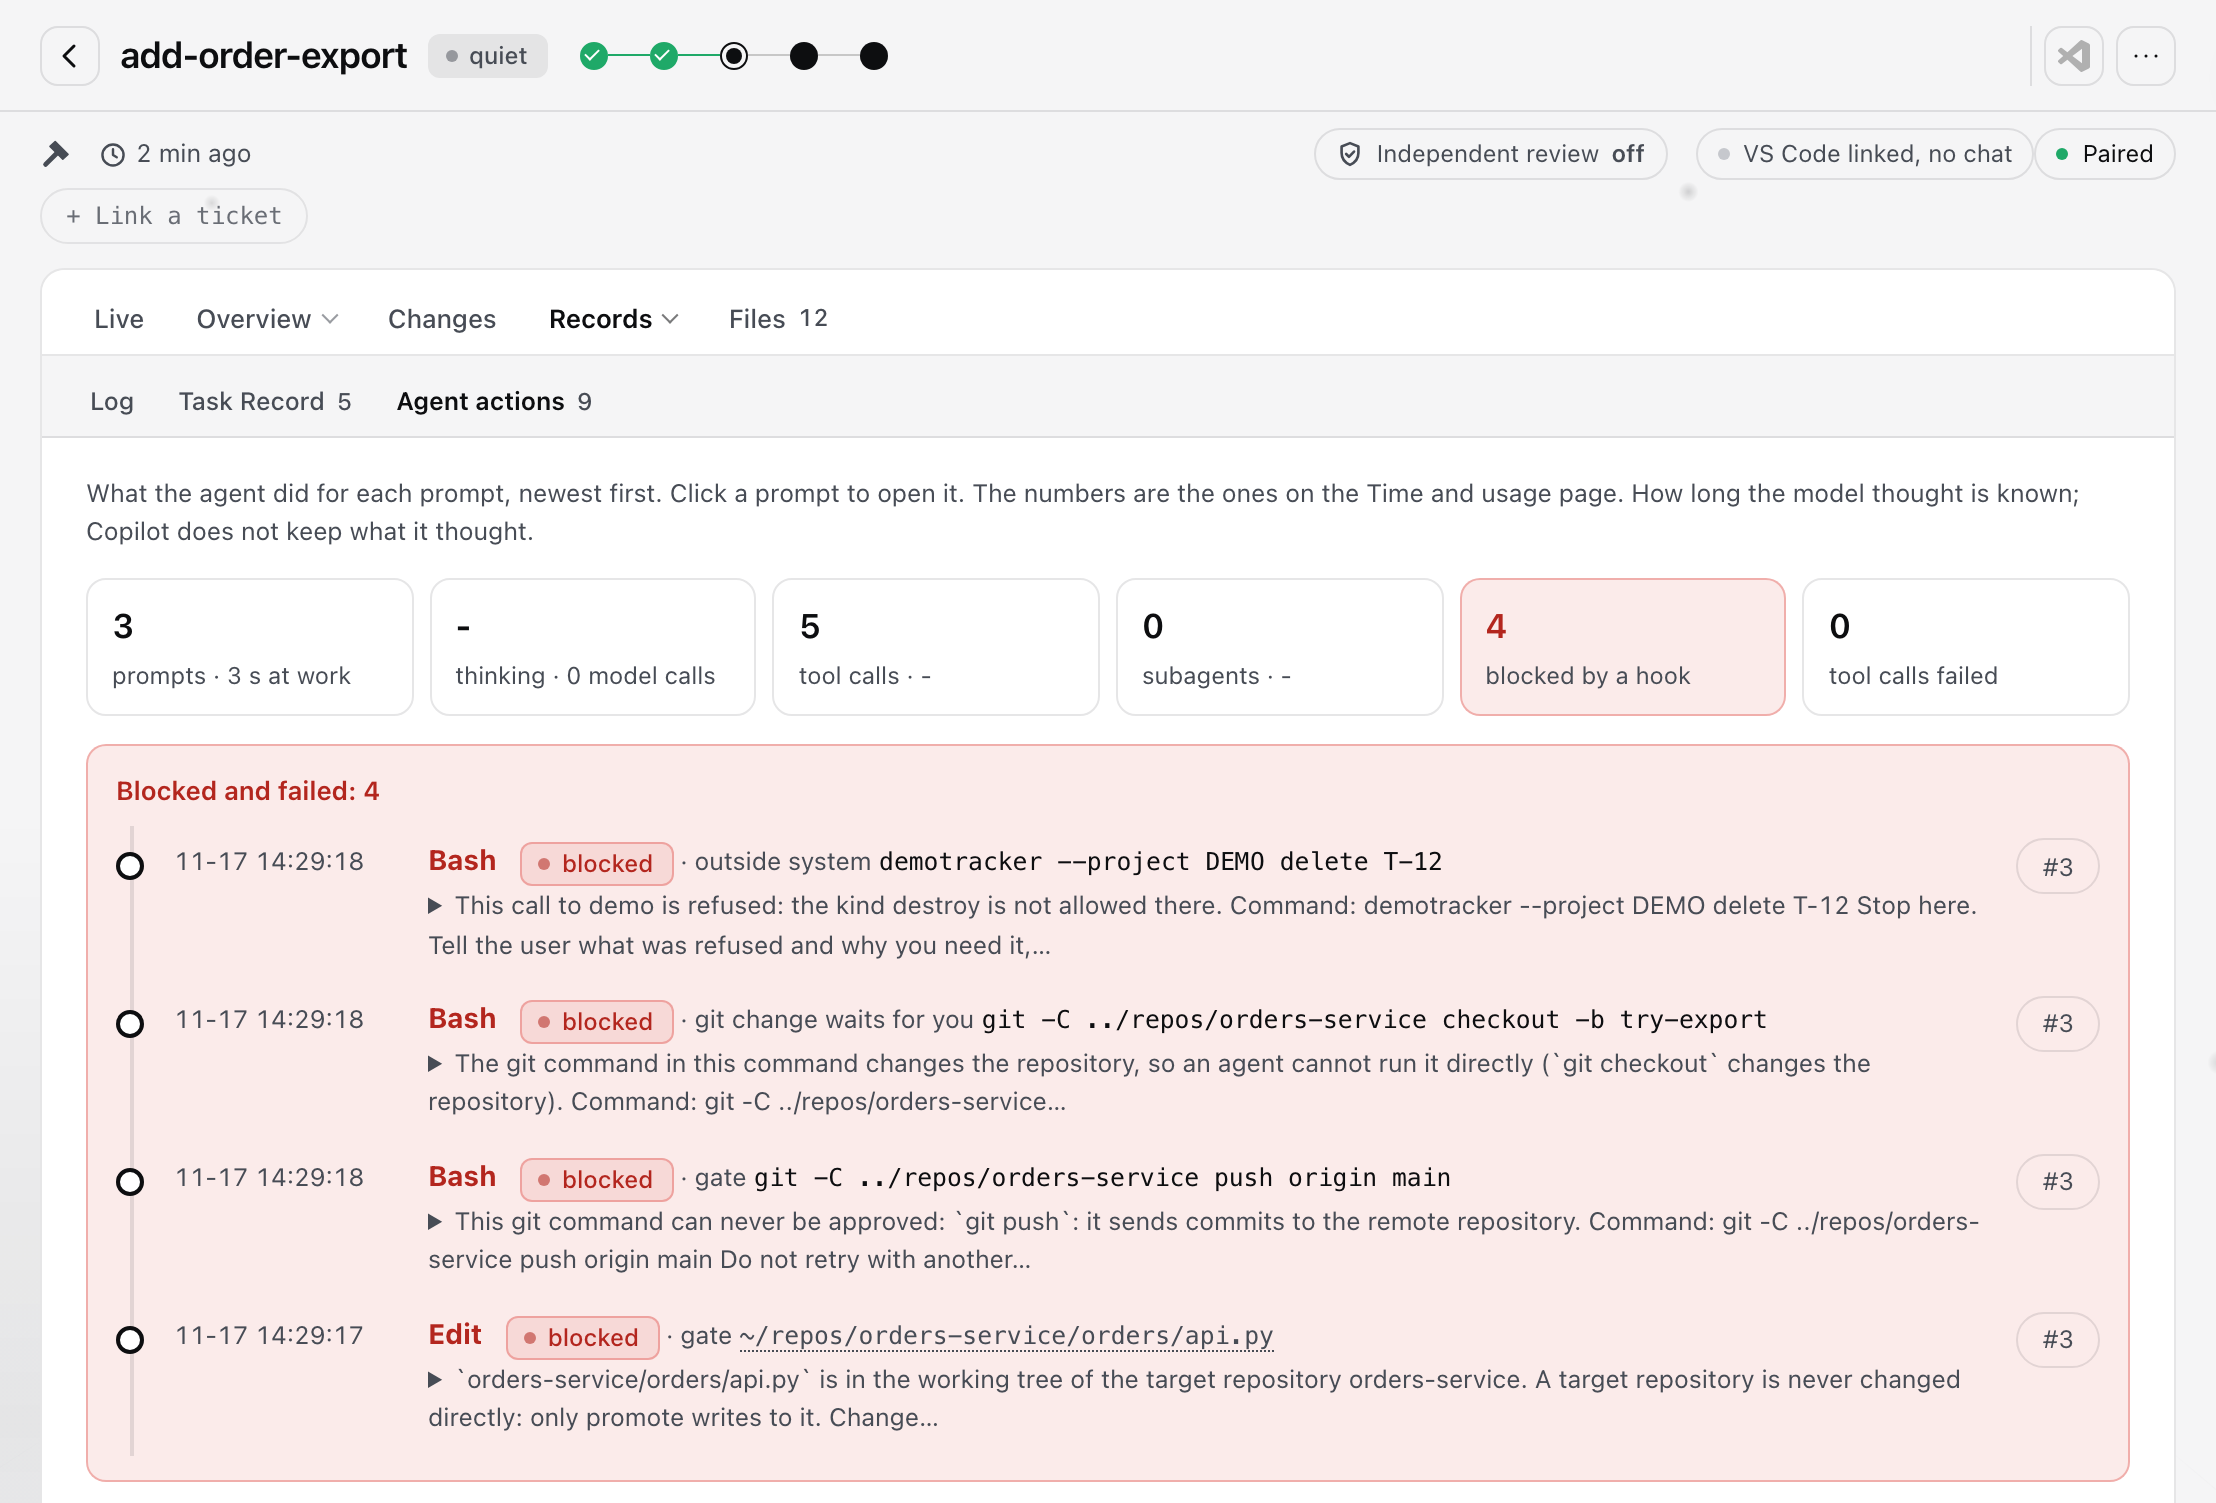 add-order-export
quiet
2 min ago
Independent review off
VS Code linked, no chat
Paired
+ Link a ticket
Live
Overview
Changes
Records
Files 12
Log
Task Record 5
Agent actions 9
What the agent did for each prompt, newest first. Click a prompt to open it. The numbers are the ones on the Time and usage page. How long the model thought is known;
Copilot does not keep what it thought.
3
prompts · 3 s at work
-
thinking · 0 model calls
5
tool calls · -
0
subagents · -
4
blocked by a hook
0
tool calls failed
Blocked and failed: 4
11-17 14:29:18 Bash blocked · outside system demotracker --project DEMO delete T-12 #3
This call to demo is refused: the kind destroy is not allowed there. Command: demotracker --project DEMO delete T-12 Stop here.
Tell the user what was refused and why you need it,...
11-17 14:29:18 Bash blocked · git change waits for you git -C ../repos/orders-service checkout -b try-export #3
The git command in this command changes the repository, so an agent cannot run it directly (`git checkout` changes the
repository). Command: git -C ../repos/orders-service...
11-17 14:29:18 Bash blocked · gate git -C ../repos/orders-service push origin main #3
This git command can never be approved: `git push`: it sends commits to the remote repository. Command: git -C ../repos/orders-
service push origin main Do not retry with another...
11-17 14:29:17 Edit blocked · gate ~/repos/orders-service/orders/api.py #3
`orders-service/orders/api.py` is in the working tree of the target repository orders-service. A target repository is never changed
directly: only promote writes to it. Change...